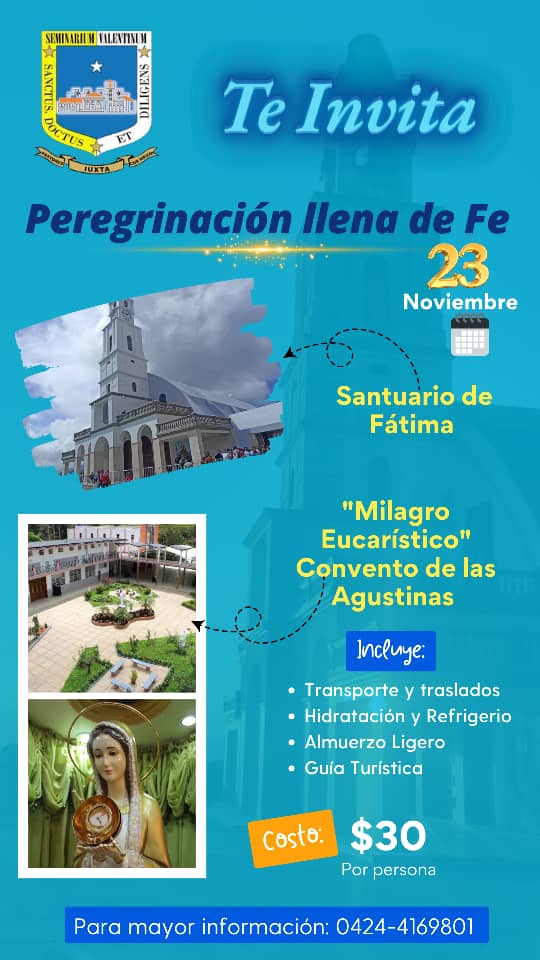 SEMINARIUM VALENTINUM
SANCTUS, DOCTUS
ET
DILIGENS
IUXTA
Te Invita
Peregrinación llena de Fe
23
Noviembre
Santuario de
Fátima
"Milagro
Eucarístico"
Convento de las
Agustinas
Incluye:
Transporte y traslados
Hidratación y Refrigerio
Almuerzo Ligero
Guía Turística
Costo:
$30
Por persona
Para mayor información: 0424-4169801